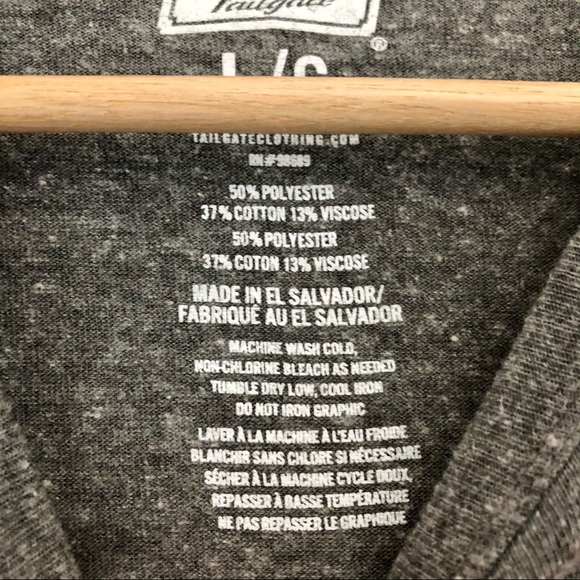 Tailgate
L/G
®
TAILGATECLOTHING.COM
RN#98689
50% POLYESTER
37% COTTON 13% VISCOSE
50% POLYESTER
37% COTON 13% VISCOSE
MADE IN EL SALVADOR/
FABRIQUÉ AU EL SALVADOR
MACHINE WASH COLD,
NON-CHLORINE BLEACH AS NEEDED
TUMBLE DRY LOW, COOL IRON
DO NOT IRON GRAPHIC
LAVER À LA MACHINE À L'EAU FROIDE
BLANCHIR SANS CHLORE SI NÉCESSAIRE
SÉCHER À LA MACHINE CYCLE DOUX,
REPASSER À BASSE TEMPÉRATURE
NE PAS REPASSER LE GRAPHIQUE